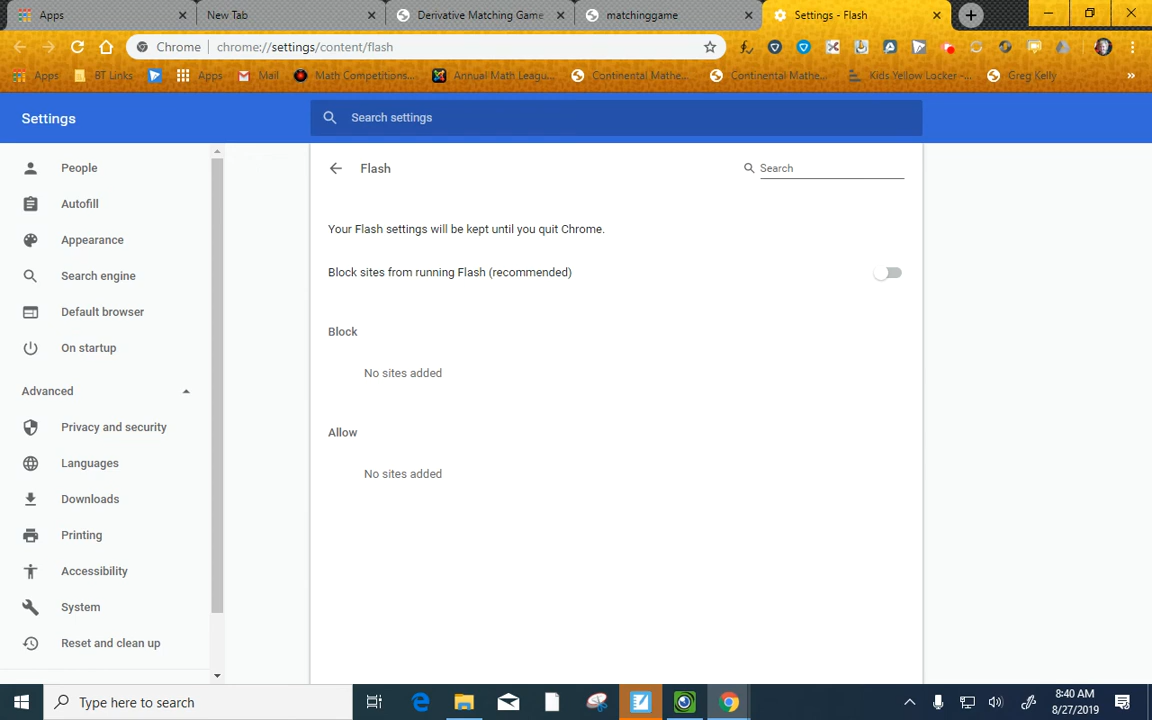 Apps
New Tab
Derivative Matching Game
matchinggame
Settings - Flash
Chrome
chrome://settings/content/flash
Apps
BT Links
Apps
Mail
Math Competitions...
Annual Math Leagu...
Continental Mathe...
Continental Mathe...
Kids Yellow Locker -...
Greg Kelly
Settings
Search settings
People
Autofill
Appearance
Search engine
Default browser
On startup
Advanced
Privacy and security
Languages
Downloads
Printing
Accessibility
System
Reset and clean up
Flash
Search
Your Flash settings will be kept until you quit Chrome.
Block sites from running Flash (recommended)
Block
No sites added
Allow
No sites added
Type here to search
8:40 AM
8/27/2019